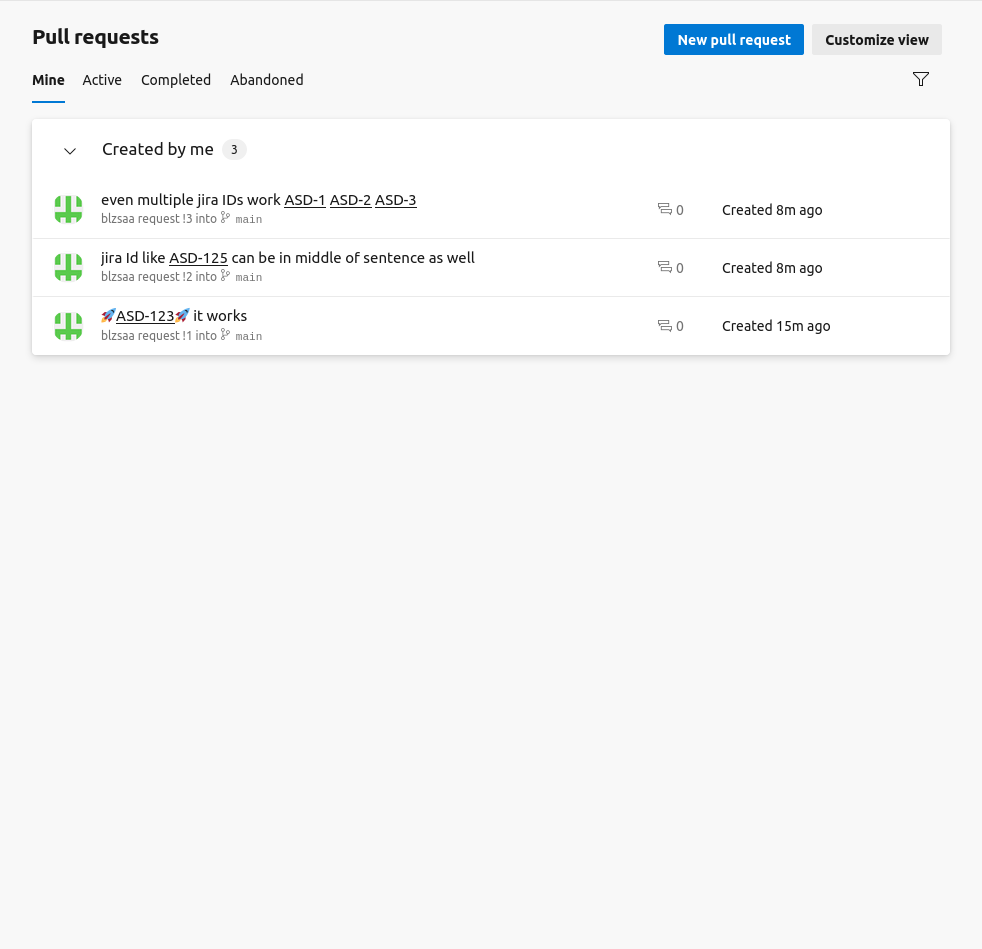 Pull requests
New pull request
Customize view
Mine Active Completed Abandoned
Created by me 3
even multiple jira IDs work ASD-1 ASD-2 ASD-3
blzsaa request !3 into main
0
Created 8m ago
jira Id like ASD-125 can be in middle of sentence as well
blzsaa request !2 into main
0
Created 8m ago
🚀ASD-123🚀 it works
blzsaa request !1 into main
0
Created 15m ago